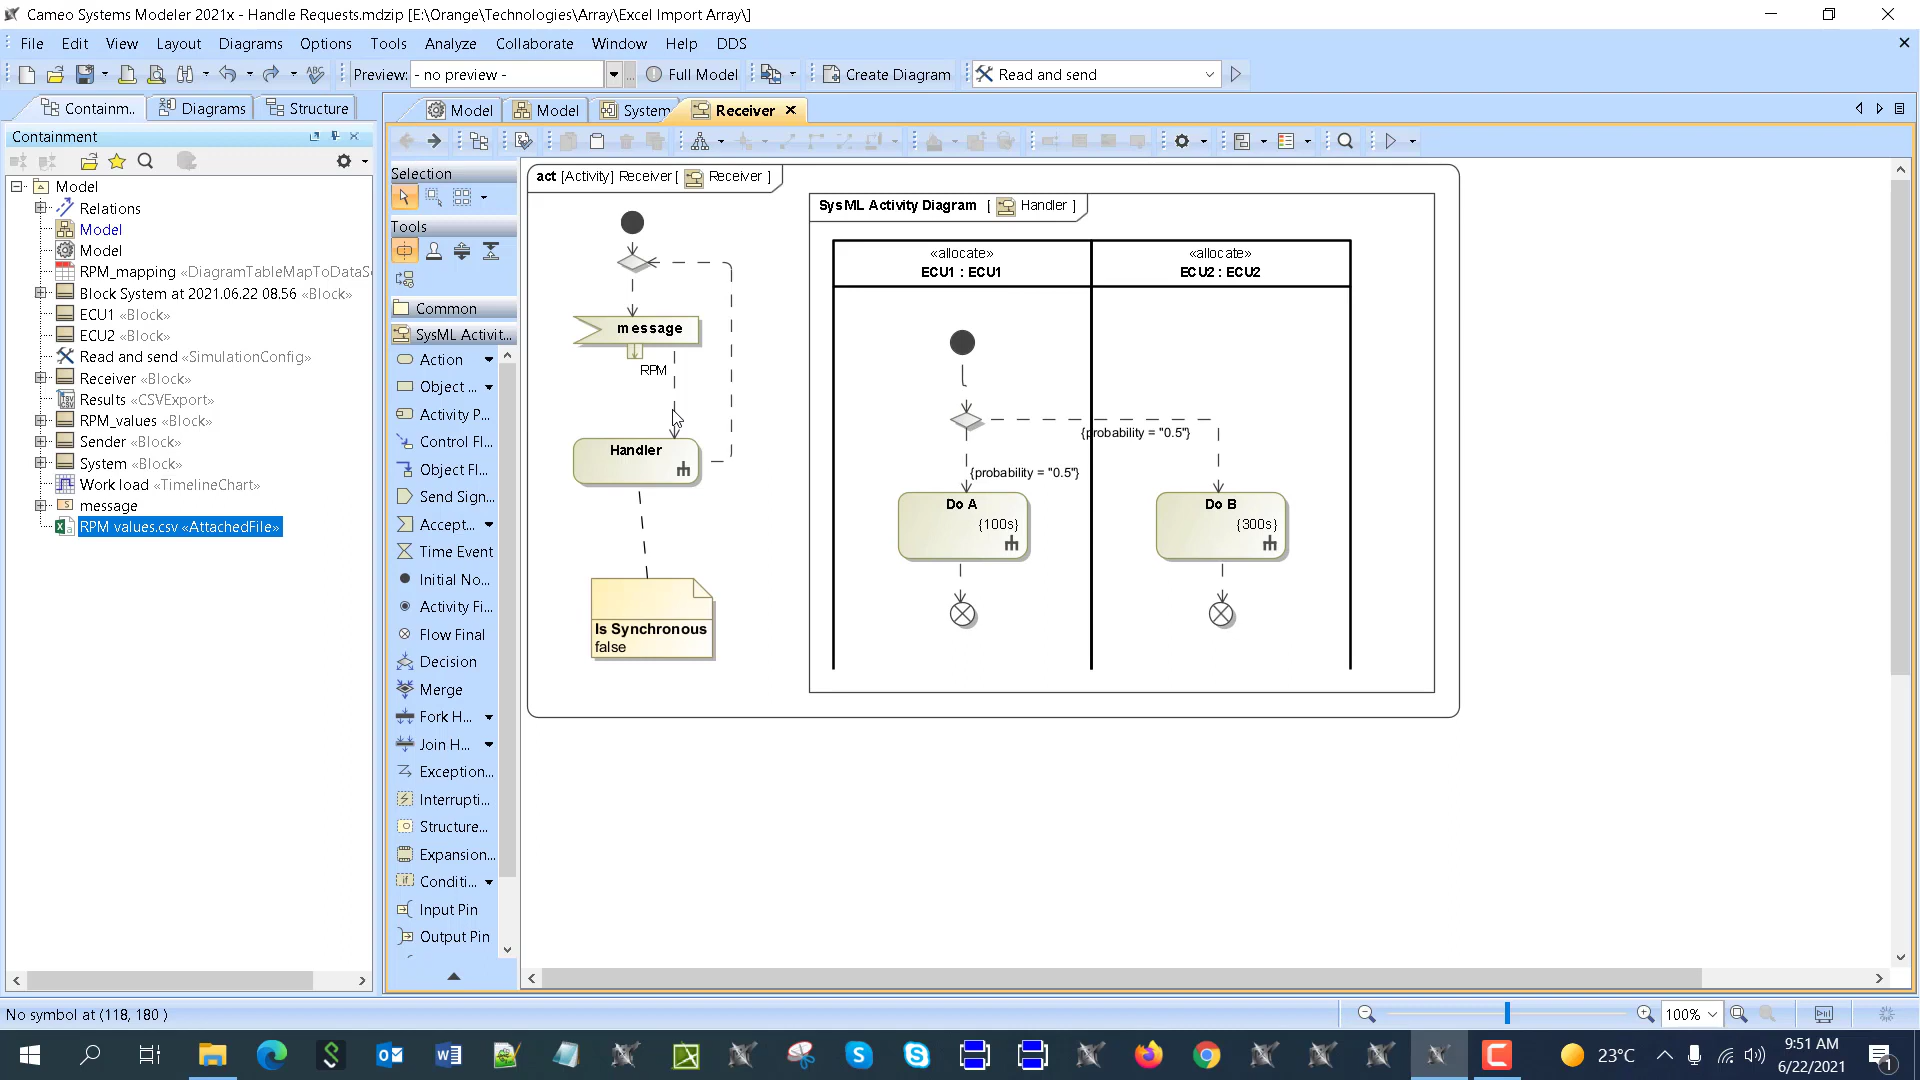 Cameo Systems Modeler 2021x - Handle Requests.mdzip [E:\Orange\Technologies\Array\Excel Import Array\]
File Edit View Layout Diagrams Options Tools Analyze Collaborate Window Help DDS
Preview: - no preview - ... Full Model Create Diagram Read and send
Containm.. Diagrams Structure
Model Model System Receiver
Containment
Model
Relations
Model
Model
RPM_mapping «DiagramTableMapToDataSo
Block System at 2021.06.22 08.56 «Block»
ECU1 «Block»
ECU2 «Block»
Read and send «SimulationConfig»
Receiver «Block»
Results «CSVExport»
RPM_values «Block»
Sender «Block»
System «Block»
Work load «TimelineChart»
message
RPM values.csv «AttachedFile»
Selection
Tools
Common
SysML Activit...
Action
Object ...
Activity P...
Control Fl...
Object Fl...
Send Sign...
Accept...
Time Event
Initial No...
Activity Fi...
Flow Final
Decision
Merge
Fork H...
Join H...
Exception...
Interrupti...
Structure...
Expansion...
Conditi...
Input Pin
Output Pin
act [Activity] Receiver [ Receiver ]
message
RPM
Handler
Is Synchronous
false
SysML Activity Diagram [ Handler ]
«allocate»
ECU1 : ECU1
«allocate»
ECU2 : ECU2
{probability = "0.5"}
{probability = "0.5"}
Do A
{100s}
Do B
{300s}
No symbol at (118, 180 )
100%
23°C
9:51 AM
6/22/2021
1